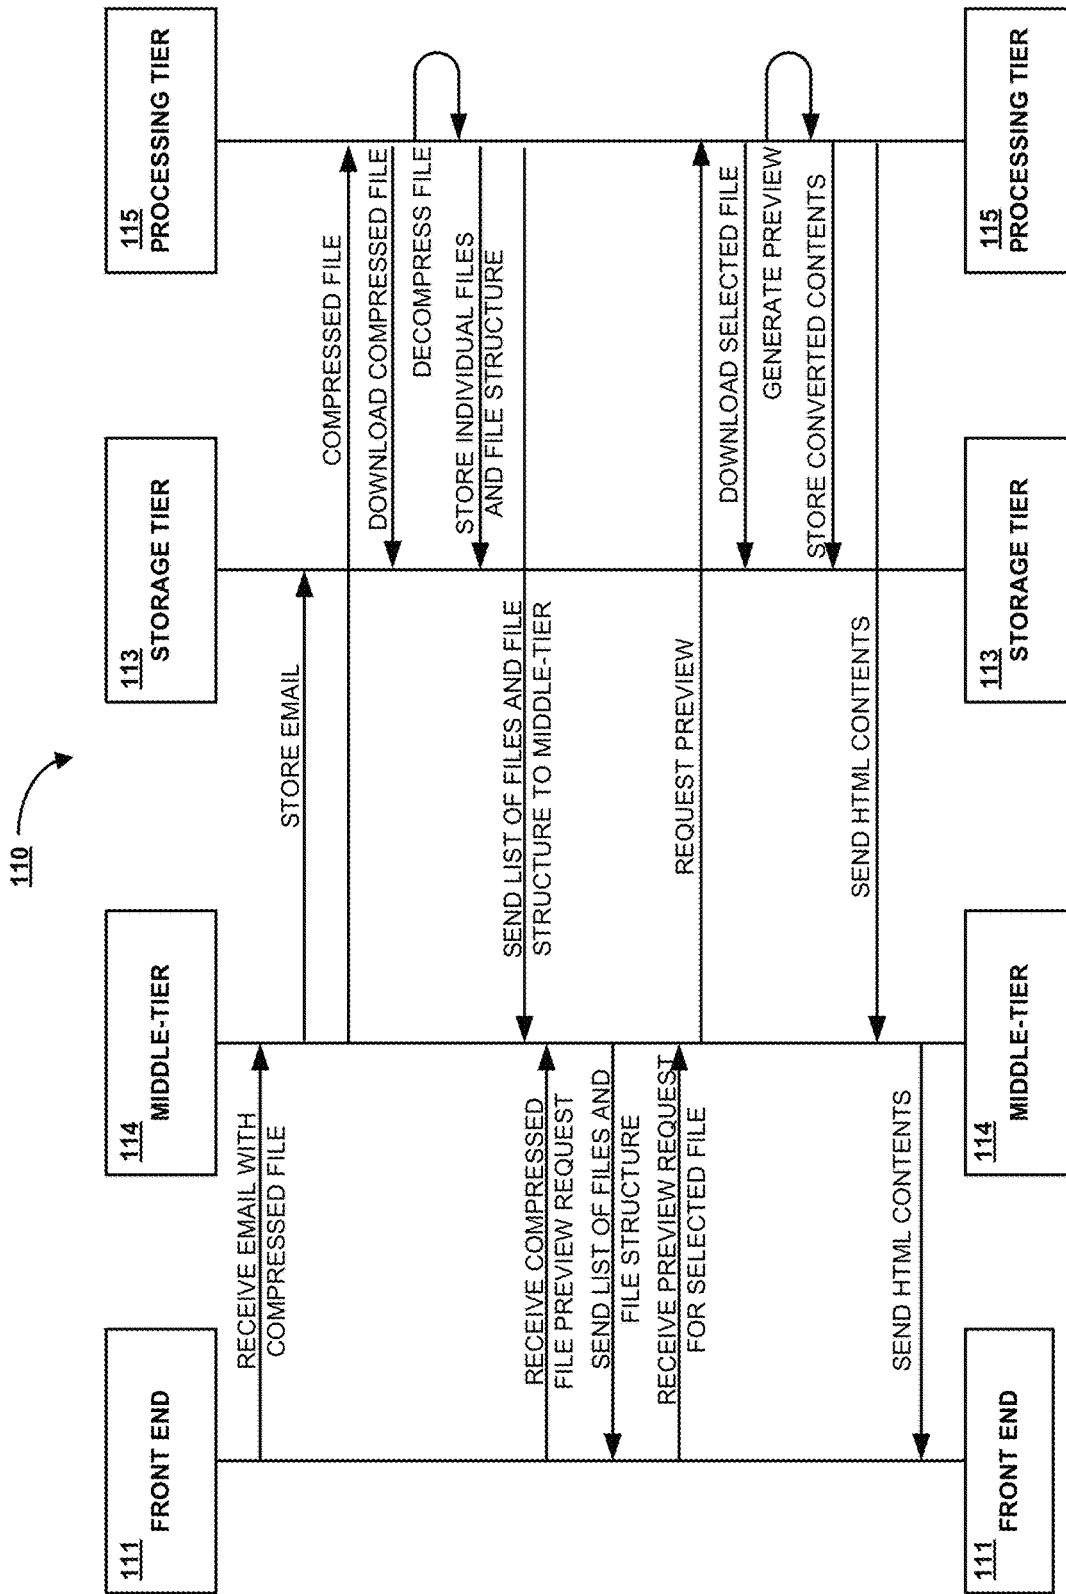 110
111
FRONT END
114
MIDDLE-TIER
113
STORAGE TIER
115
PROCESSING TIER
RECEIVE EMAIL WITH
COMPRESSED FILE
STORE EMAIL
COMPRESSED FILE
DOWNLOAD COMPRESSED FILE
DECOMPRESS FILE
STORE INDIVIDUAL FILES
AND FILE STRUCTURE
SEND LIST OF FILES AND FILE
STRUCTURE TO MIDDLE-TIER
RECEIVE COMPRESSED
FILE PREVIEW REQUEST
SEND LIST OF FILES AND
FILE STRUCTURE
RECEIVE PREVIEW REQUEST
FOR SELECTED FILE
REQUEST PREVIEW
DOWNLOAD SELECTED FILE
GENERATE PREVIEW
STORE CONVERTED CONTENTS
SEND HTML CONTENTS
SEND HTML CONTENTS
111
FRONT END
114
MIDDLE-TIER
113
STORAGE TIER
115
PROCESSING TIER